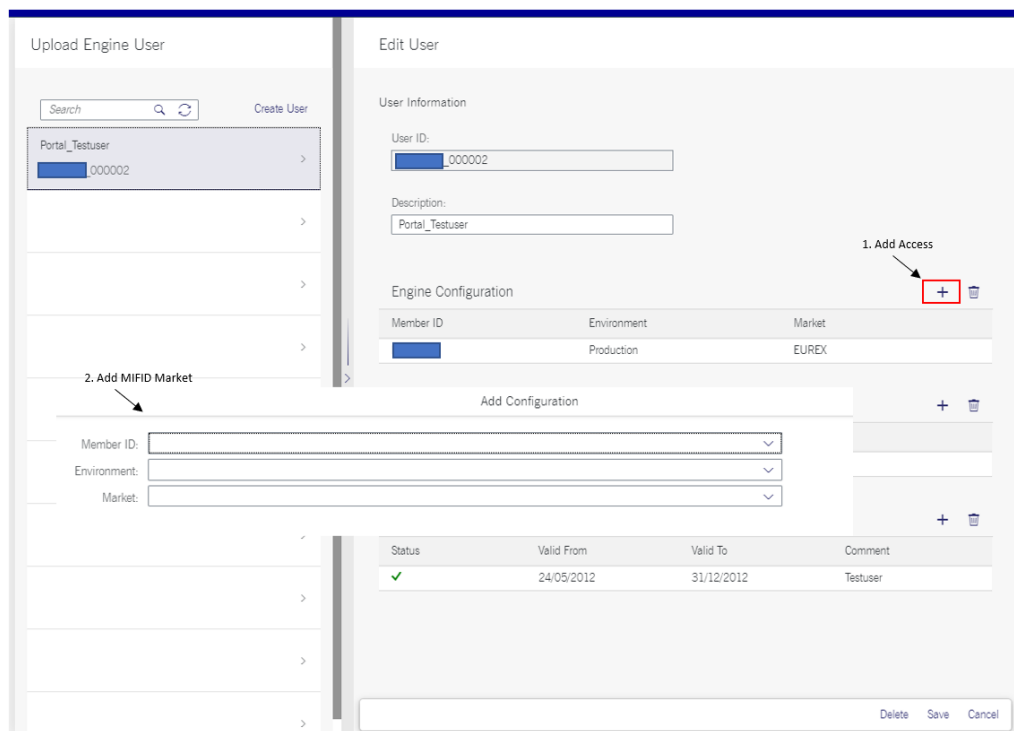 Upload Engine User
Edit User
Search
Create User
Portal_Testuser
_000002
User Information
User ID:
_000002
Description:
Portal_Testuser
1. Add Access
Engine Configuration
Member ID Environment Market
Production EUREX
2. Add MIFID Market
Add Configuration
Member ID:
Environment:
Market:
Status Valid From Valid To Comment
24/05/2012 31/12/2012 Testuser
Delete Save Cancel